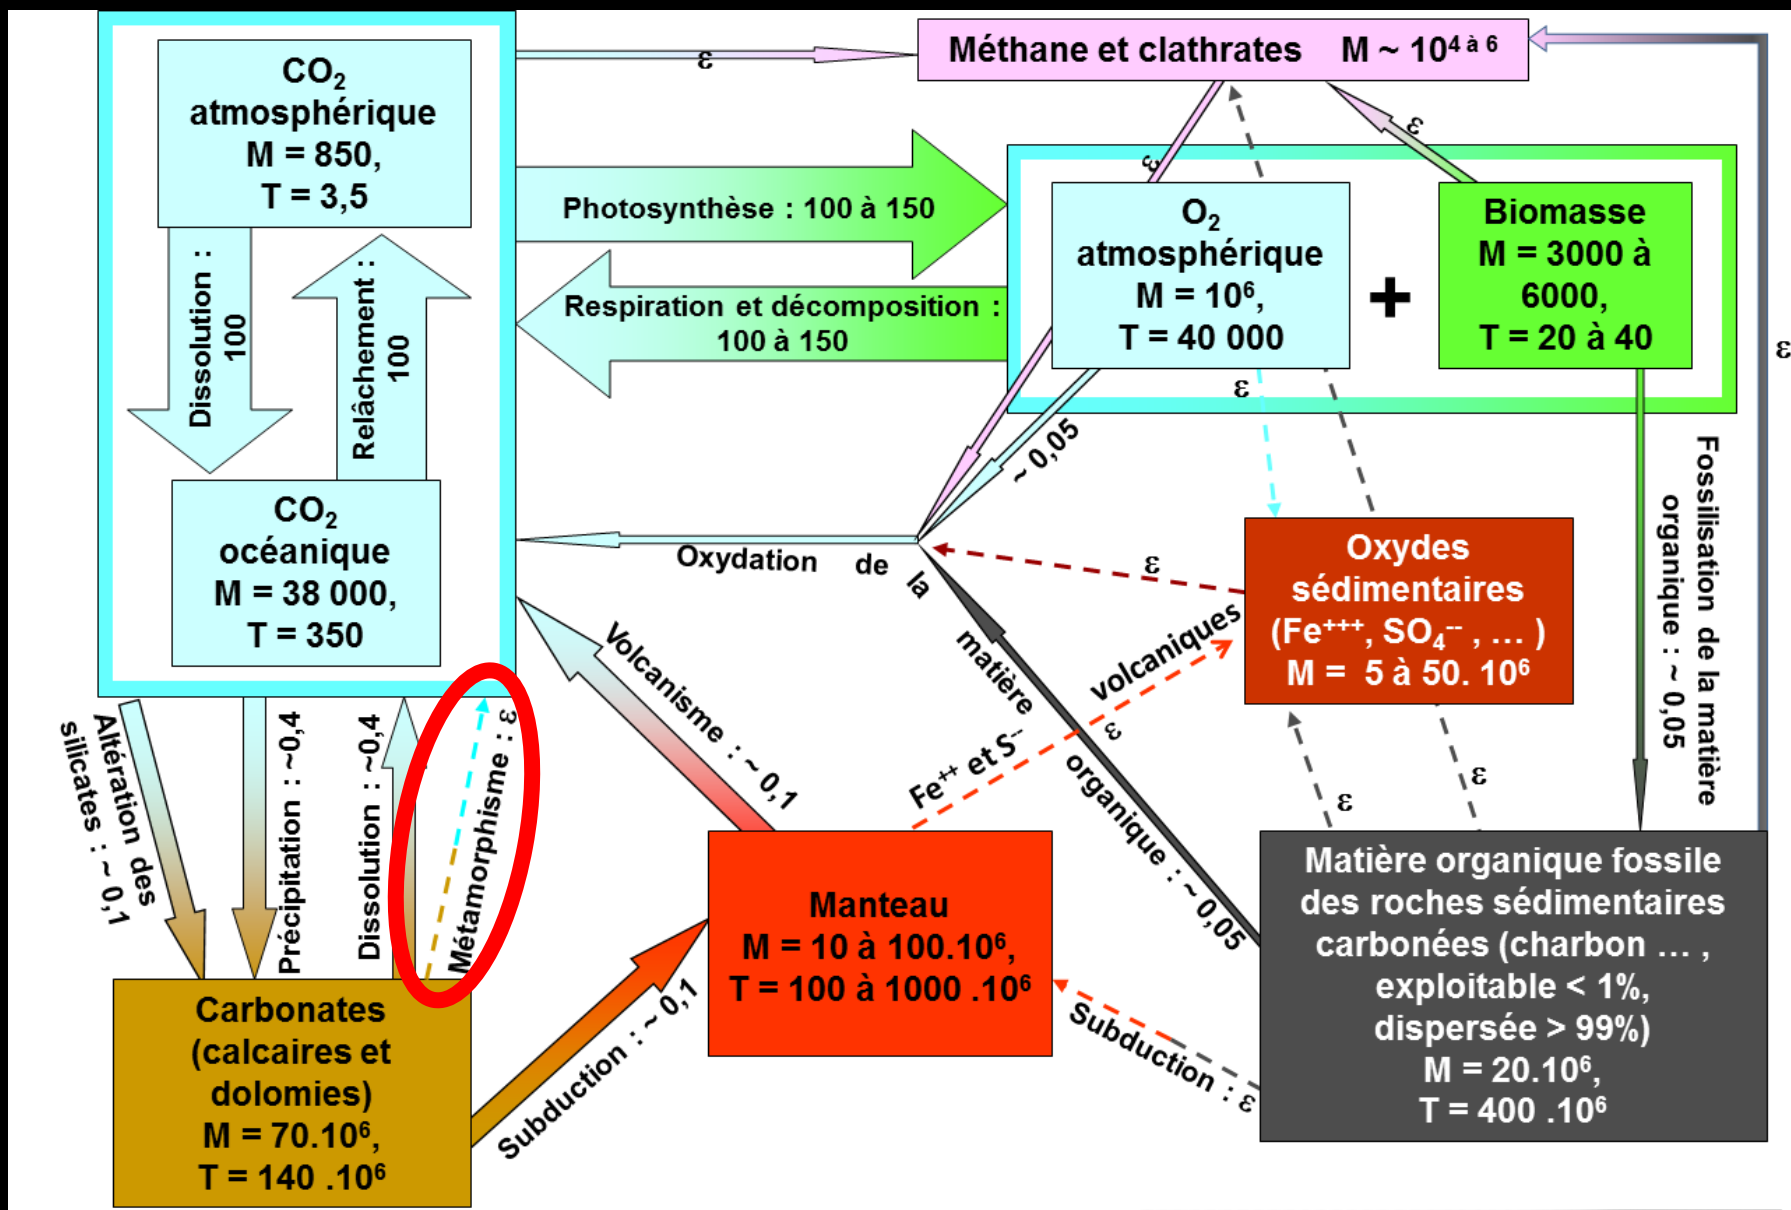 CO2
atmosphérique
M = 850,
T = 3,5
Dissolution :
100
Relâchement :
100
CO2
océanique
M = 38 000,
T = 350
ε
Méthane et clathrates M ~ 10⁴ à ⁶
ε
ε
Photosynthèse : 100 à 150
Respiration et décomposition :
100 à 150
O2
atmosphérique
M = 10⁶,
T = 40 000
+
Biomasse
M = 3000 à
6000,
T = 20 à 40
ε
ε
~ 0,05
Fossilisation de la matière
organique : ~ 0,05
Oxydation de la matière organique : ~ 0,05
ε
ε
Oxydes
sédimentaires
(Fe⁺⁺⁺, SO4⁻⁻ , … )
M = 5 à 50. 10⁶
Fe⁺⁺ et S⁻⁻ volcaniques
ε
ε
Volcanisme : ~ 0,1
Altération des
silicates : ~ 0,1
Précipitation : ~0,4
Dissolution : ~0,4
Métamorphisme : ε
Carbonates
(calcaires et
dolomies)
M = 70.10⁶,
T = 140 .10⁶
Subduction : ~ 0,1
Manteau
M = 10 à 100.10⁶,
T = 100 à 1000 .10⁶
Subduction : ε
Matière organique fossile
des roches sédimentaires
carbonées (charbon … ,
exploitable < 1%,
dispersée > 99%)
M = 20.10⁶,
T = 400 .10⁶